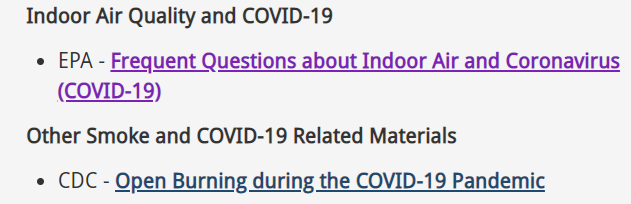 Indoor Air Quality and COVID-19
• EPA - Frequent Questions about Indoor Air and Coronavirus
(COVID-19)
Other Smoke and COVID-19 Related Materials
• CDC - Open Burning during the COVID-19 Pandemic